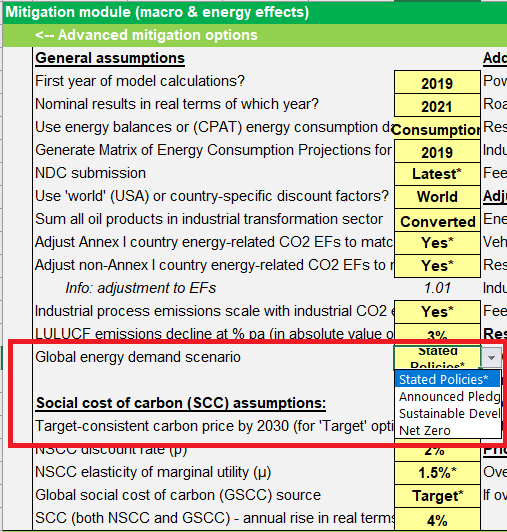 Mitigation module (macro & energy effects)
<-- Advanced mitigation options
General assumptions Add
First year of model calculations? 2019 Pow
Nominal results in real terms of which year? 2021 Roa
Use energy balances or (CPAT) energy consumption da Consumption Res
Generate Matrix of Energy Consumption Projections for 2019 Indu
NDC submission Latest* Fee
Use 'world' (USA) or country-specific discount factors? World Adju
Sum all oil products in industrial transformation sector Converted Ene
Adjust Annex I country energy-related CO2 EFs to matc Yes* Veh
Adjust non-Annex I country energy-related CO2 EFs to r Yes* Res
Info: adjustment to EFs 1.01 Indu
Industrial process emissions scale with industrial CO2 e Yes* Fee
LULUCF emissions decline at % pa (in absolute value o 3% Res
Global energy demand scenario Stated Policies*
Stated Policies*
Announced Pledg
Sustainable Devel
Net Zero
Social cost of carbon (SCC) assumptions:
Target-consistent carbon price by 2030 (for 'Target' opti
NSCC discount rate (ρ) 2%
NSCC elasticity of marginal utility (μ) 1.5%* Ove
Global social cost of carbon (GSCC) source Target* If ov
SCC (both NSCC and GSCC) - annual rise in real terms 4%